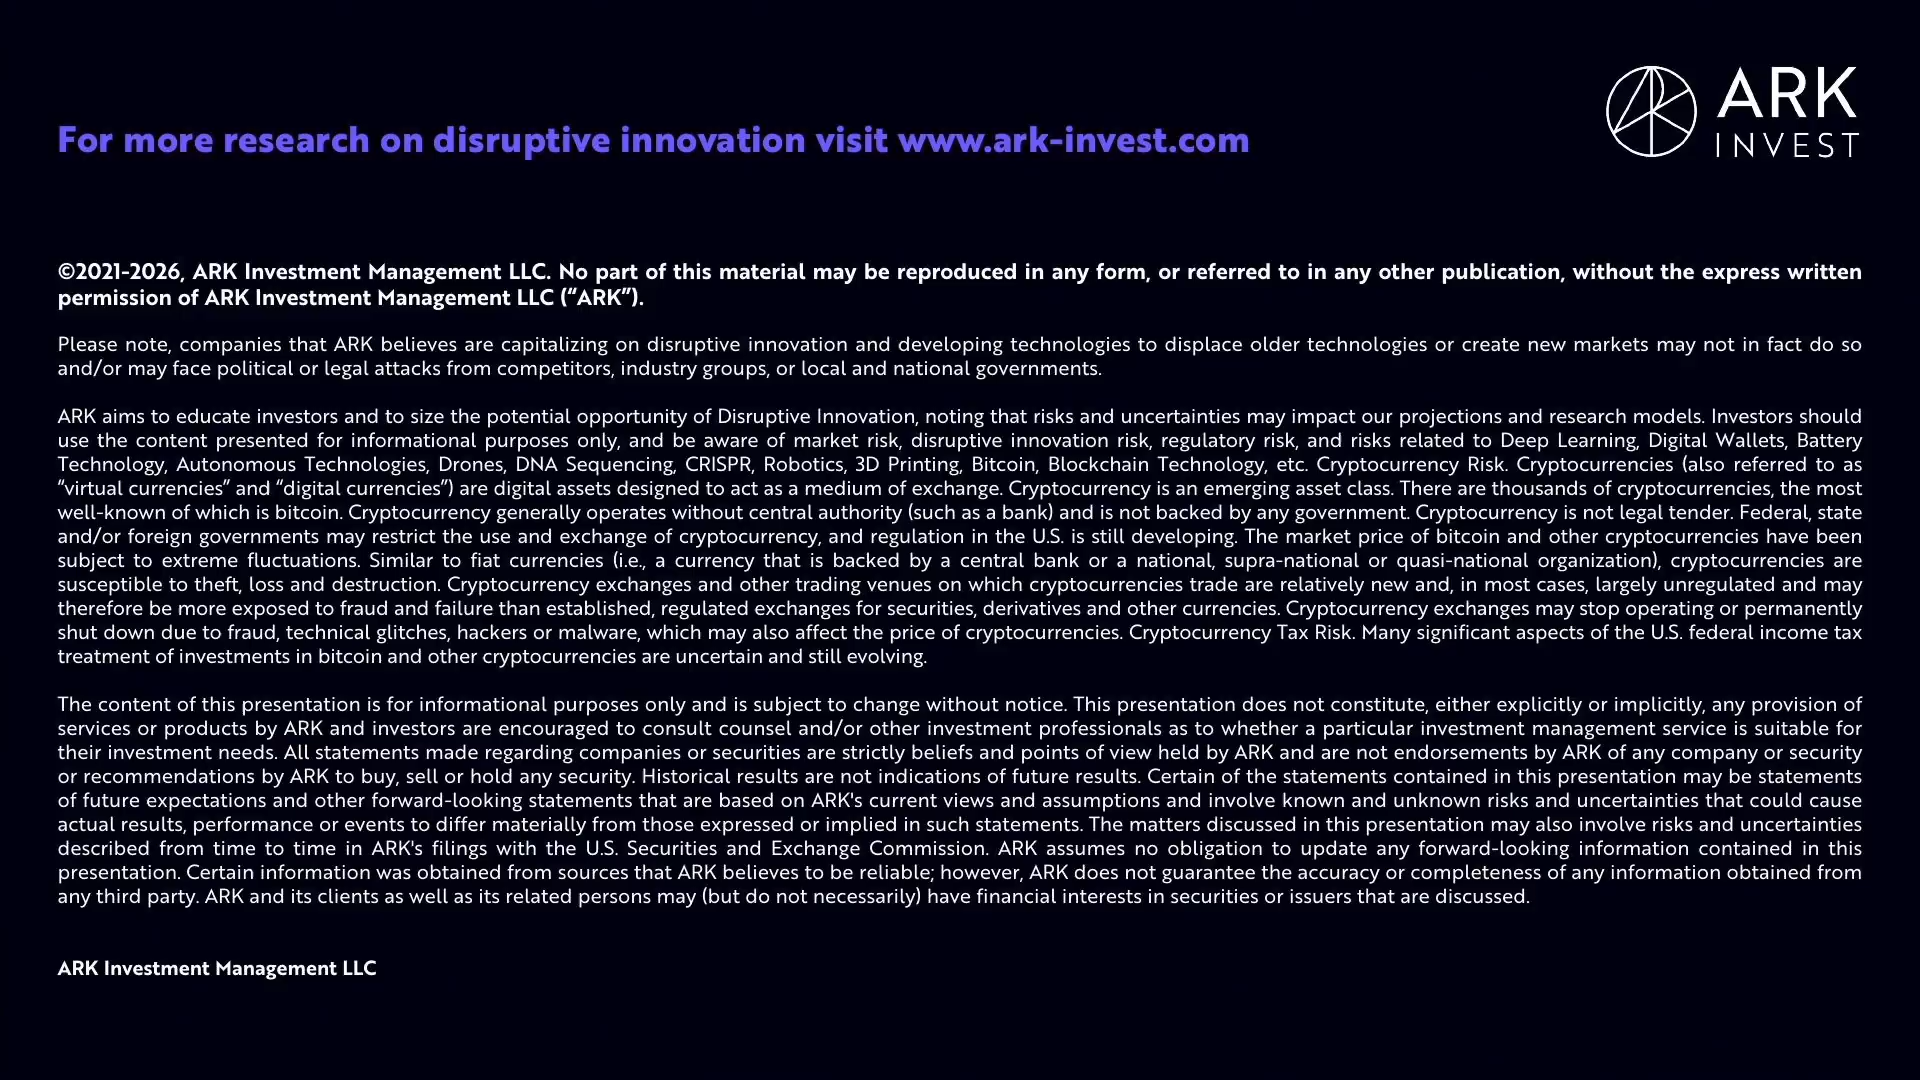 ARK
INVEST
For more research on disruptive innovation visit www.ark-invest.com
©2021-2026, ARK Investment Management LLC. No part of this material may be reproduced in any form, or referred to in any other publication, without the express written
permission of ARK Investment Management LLC (“ARK”).
Please note, companies that ARK believes are capitalizing on disruptive innovation and developing technologies to displace older technologies or create new markets may not in fact do so
and/or may face political or legal attacks from competitors, industry groups, or local and national governments.
ARK aims to educate investors and to size the potential opportunity of Disruptive Innovation, noting that risks and uncertainties may impact our projections and research models. Investors should
use the content presented for informational purposes only, and be aware of market risk, disruptive innovation risk, regulatory risk, and risks related to Deep Learning, Digital Wallets, Battery
Technology, Autonomous Technologies, Drones, DNA Sequencing, CRISPR, Robotics, 3D Printing, Bitcoin, Blockchain Technology, etc. Cryptocurrency Risk. Cryptocurrencies (also referred to as
“virtual currencies” and “digital currencies”) are digital assets designed to act as a medium of exchange. Cryptocurrency is an emerging asset class. There are thousands of cryptocurrencies, the most
well-known of which is bitcoin. Cryptocurrency generally operates without central authority (such as a bank) and is not backed by any government. Cryptocurrency is not legal tender. Federal, state
and/or foreign governments may restrict the use and exchange of cryptocurrency, and regulation in the U.S. is still developing. The market price of bitcoin and other cryptocurrencies have been
subject to extreme fluctuations. Similar to fiat currencies (i.e., a currency that is backed by a central bank or a national, supra-national or quasi-national organization), cryptocurrencies are
susceptible to theft, loss and destruction. Cryptocurrency exchanges and other trading venues on which cryptocurrencies trade are relatively new and, in most cases, largely unregulated and may
therefore be more exposed to fraud and failure than established, regulated exchanges for securities, derivatives and other currencies. Cryptocurrency exchanges may stop operating or permanently
shut down due to fraud, technical glitches, hackers or malware, which may also affect the price of cryptocurrencies. Cryptocurrency Tax Risk. Many significant aspects of the U.S. federal income tax
treatment of investments in bitcoin and other cryptocurrencies are uncertain and still evolving.
The content of this presentation is for informational purposes only and is subject to change without notice. This presentation does not constitute, either explicitly or implicitly, any provision of
services or products by ARK and investors are encouraged to consult counsel and/or other investment professionals as to whether a particular investment management service is suitable for
their investment needs. All statements made regarding companies or securities are strictly beliefs and points of view held by ARK and are not endorsements by ARK of any company or security
or recommendations by ARK to buy, sell or hold any security. Historical results are not indications of future results. Certain of the statements contained in this presentation may be statements
of future expectations and other forward-looking statements that are based on ARK's current views and assumptions and involve known and unknown risks and uncertainties that could cause
actual results, performance or events to differ materially from those expressed or implied in such statements. The matters discussed in this presentation may also involve risks and uncertainties
described from time to time in ARK's filings with the U.S. Securities and Exchange Commission. ARK assumes no obligation to update any forward-looking information contained in this
presentation. Certain information was obtained from sources that ARK believes to be reliable; however, ARK does not guarantee the accuracy or completeness of any information obtained from
any third party. ARK and its clients as well as its related persons may (but do not necessarily) have financial interests in securities or issuers that are discussed.
ARK Investment Management LLC